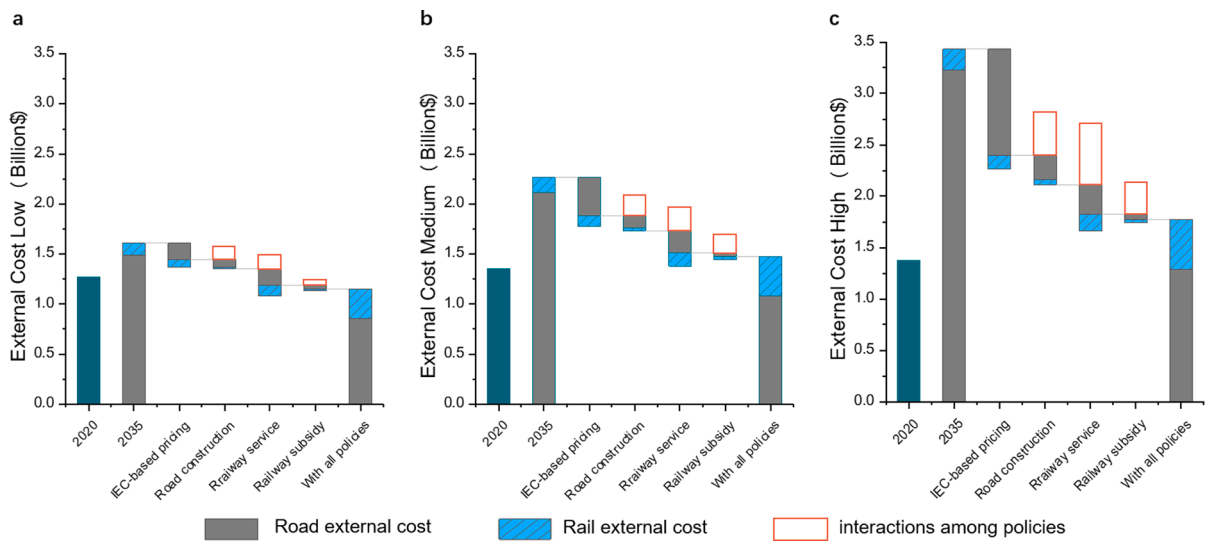 a
External Cost Low ( Billion$)
3.5
3.0
2.5
2.0
1.5
1.0
0.5
0.0
2020
2035
IEC-based pricing
Road construction
Rraiway service
Railway subsidy
With all policies
b
External Cost Medium ( Billion$)
3.5
3.0
2.5
2.0
1.5
1.0
0.5
0.0
2020
2035
IEC-based pricing
Road construction
Rraiway service
Railway subsidy
With all policies
c
External Cost High ( Billion$)
3.5
3.0
2.5
2.0
1.5
1.0
0.5
0.0
2020
2035
IEC-based pricing
Road construction
Rraiway service
Railway subsidy
With all policies
Road external cost
Rail external cost
interactions among policies